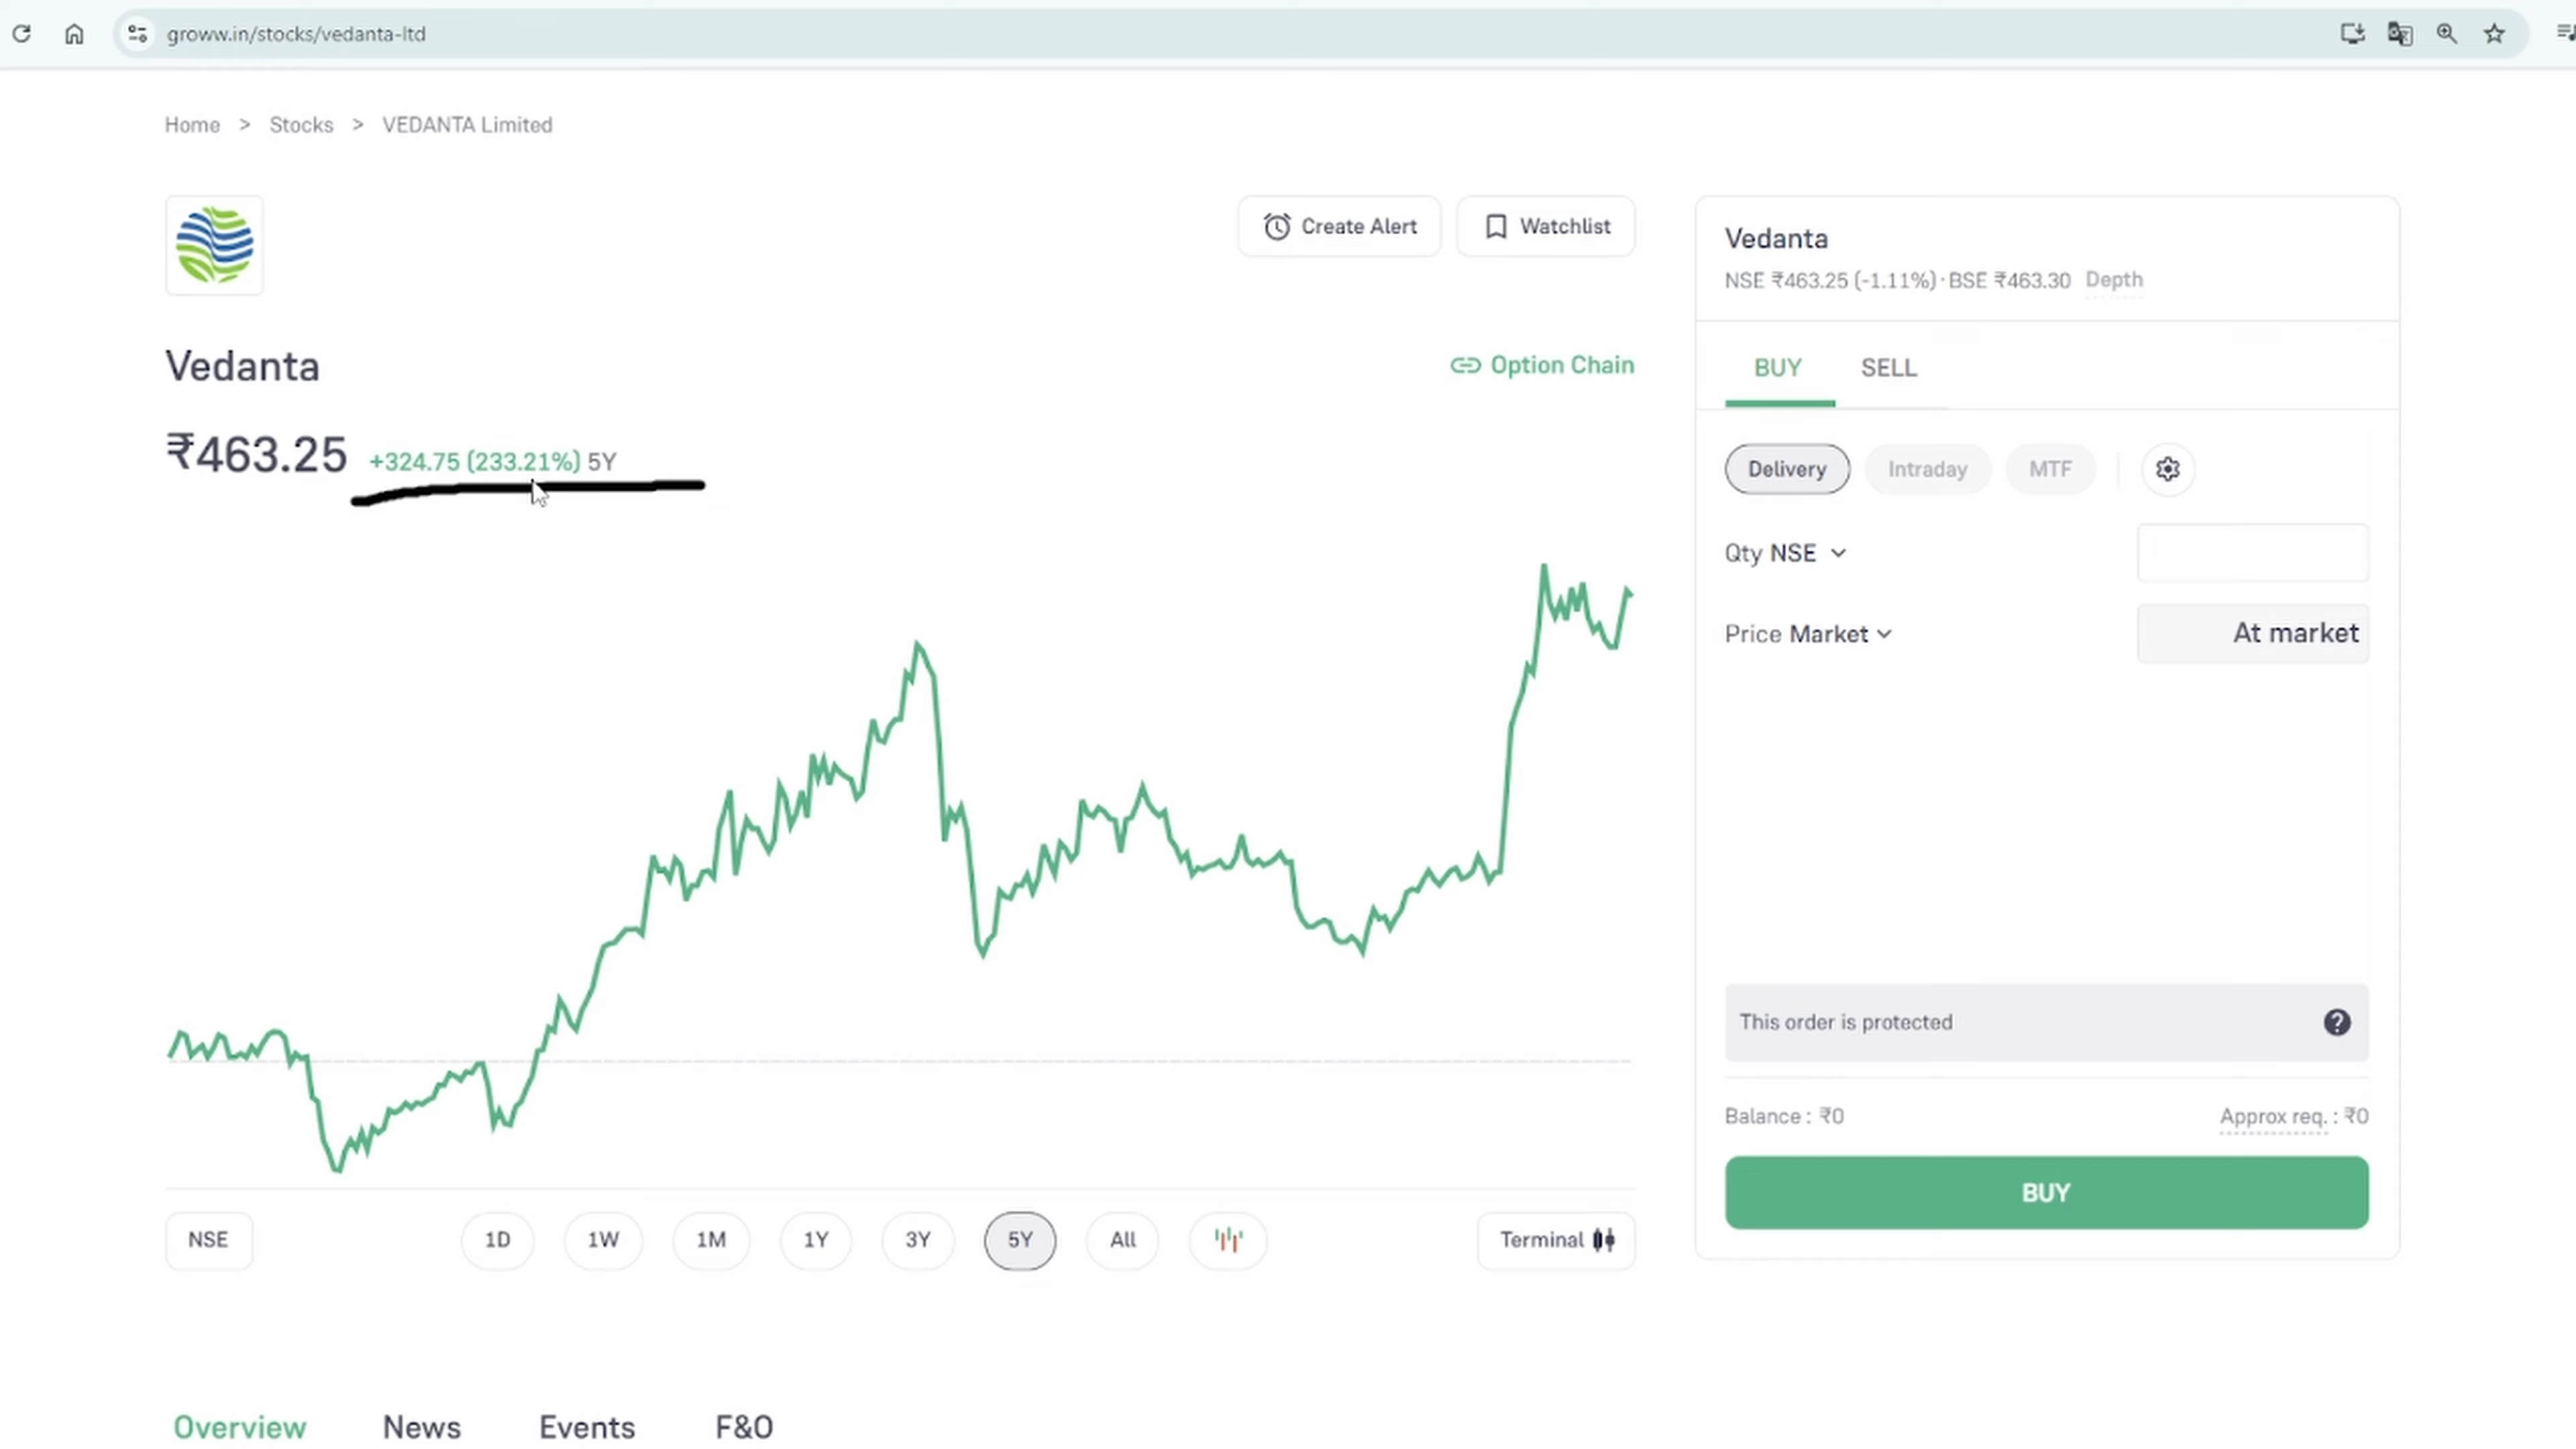 groww.in/stocks/vedanta-ltd
Home > Stocks > VEDANTA Limited
Create Alert
Watchlist
Vedanta
Option Chain
₹463.25 +324.75 (233.21%) 5Y
NSE
1D
1W
1M
1Y
3Y
5Y
All
Terminal
Overview
News
Events
F&O
Vedanta
NSE ₹463.25 (-1.11%) · BSE ₹463.30 Depth
BUY
SELL
Delivery
Intraday
MTF
Qty NSE
Price Market
At market
This order is protected ?
Balance : ₹0
Approx req. : ₹0
BUY